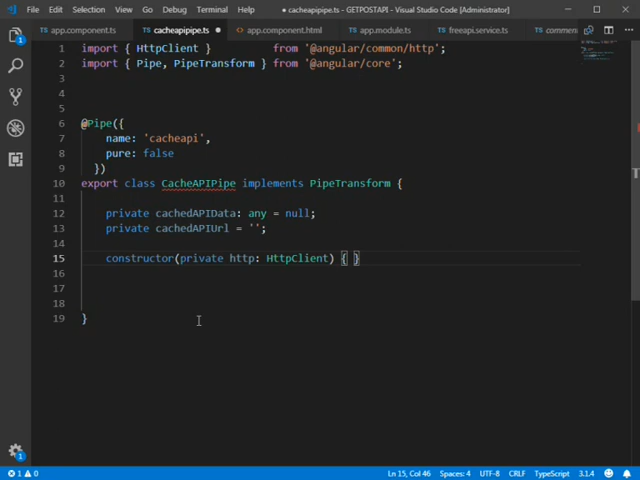 File Edit View Go Debug Terminal Help ● cacheapipipe.ts - GETPOSTAPI - Visual Studio Code [Administrator]
TS app.component.ts TS cacheapipipe.ts ● app.component.html TS app.module.ts TS freeapi.service.ts TS commen
1 import { HttpClient } from '@angular/common/http';
2 import { Pipe, PipeTransform } from '@angular/core';
3
4
5
6 @Pipe({
7 name: 'cacheapi',
8 pure: false
9 })
10 export class CacheAPIPipe implements PipeTransform {
11
12 private cachedAPIData: any = null;
13 private cachedAPIUrl = '';
14
15 constructor(private http: HttpClient) { }
16
17
18
19 }
1
1
1 0 Ln 15, Col 46 Spaces: 4 UTF-8 CRLF TypeScript 3.1.4 1